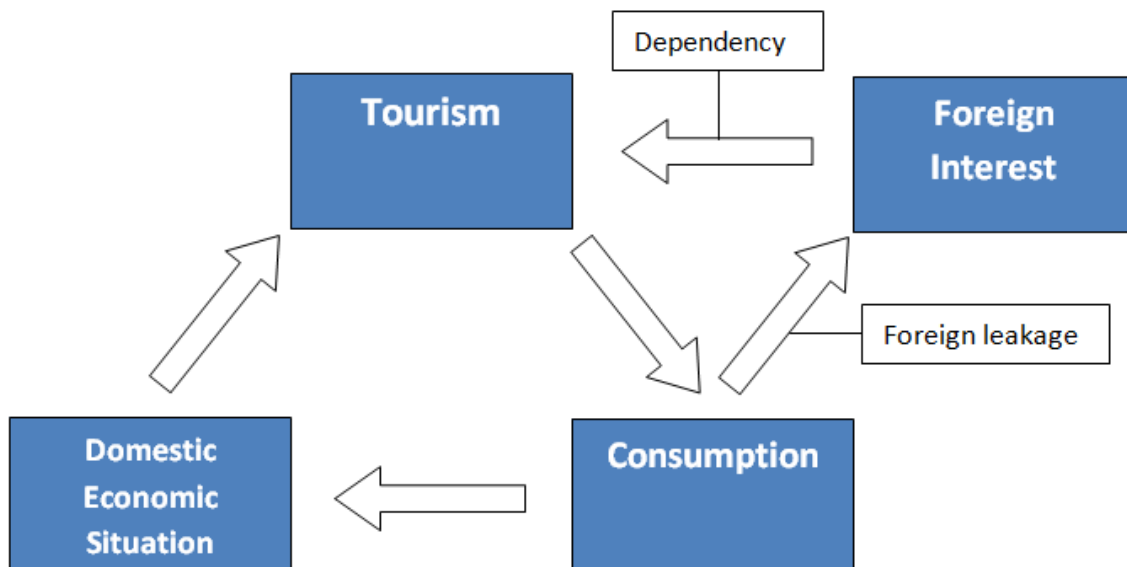 Dependency
Tourism
Foreign
Interest
Foreign leakage
Domestic
Economic
Situation
Consumption